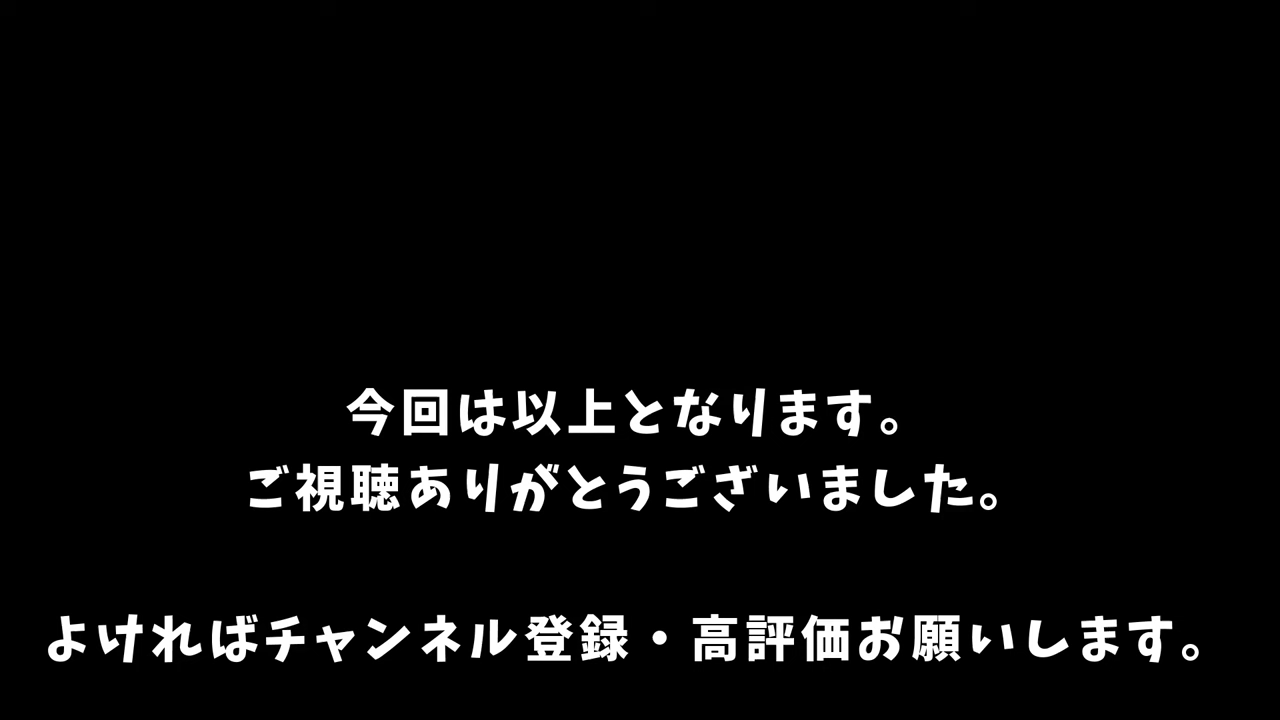 今回は以上となります。
ご視聴ありがとうございました。
よければチャンネル登録・高評価お願いします。